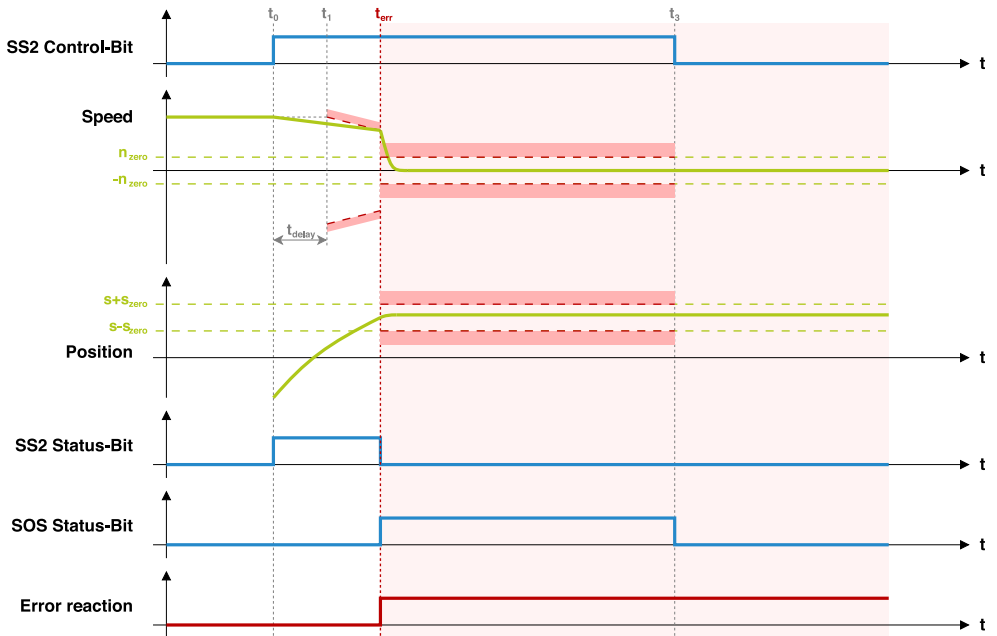 t0 t1 terr t3
SS2 Control-Bit
t
Speed
nzero
t
-nzero
tdelay
s+szero
s-szero
Position
t
SS2 Status-Bit
t
SOS Status-Bit
t
Error reaction
t